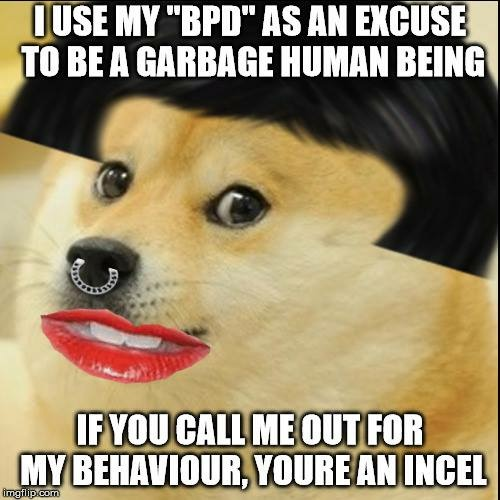 I USE MY "BPD" AS AN EXCUSE
TO BE A GARBAGE HUMAN BEING
IF YOU CALL ME OUT FOR
MY BEHAVIOUR, YOURE AN INCEL
imgflip.com